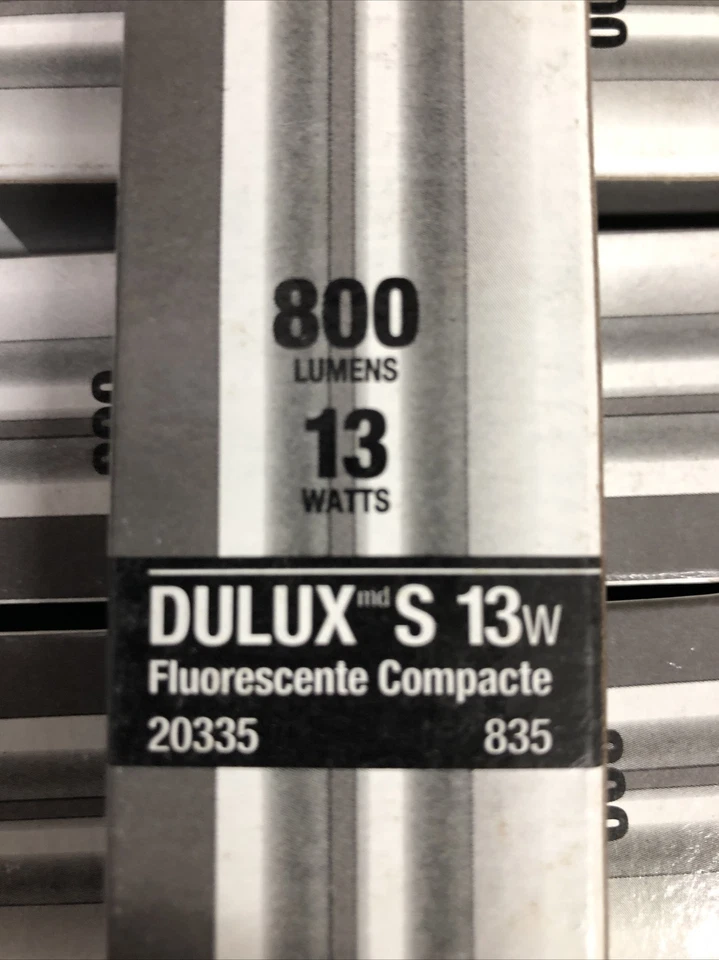 800
LUMENS
13
WATTS
DULUX md S 13W
Fluorescente Compacte
20335 835